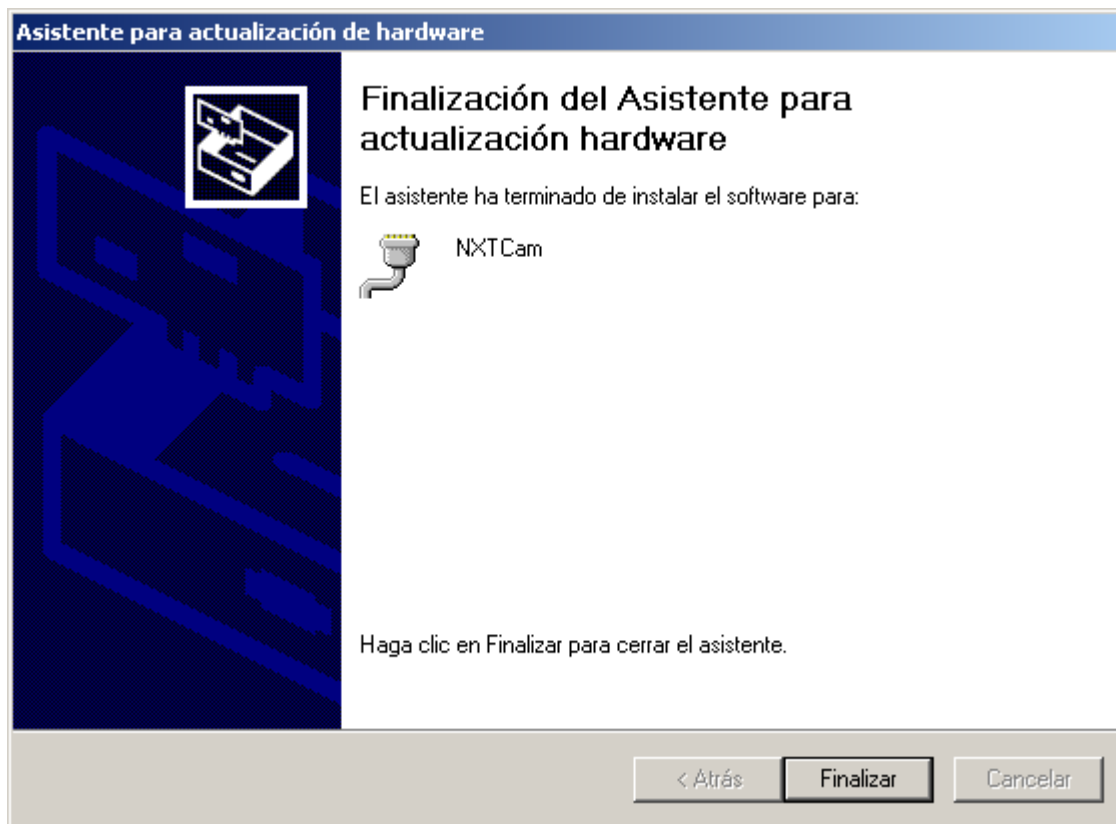 Asistente para actualización de hardware
Finalización del Asistente para
actualización hardware
El asistente ha terminado de instalar el software para:
NXTCam
Haga clic en Finalizar para cerrar el asistente.
< Atrás
Finalizar
Cancelar